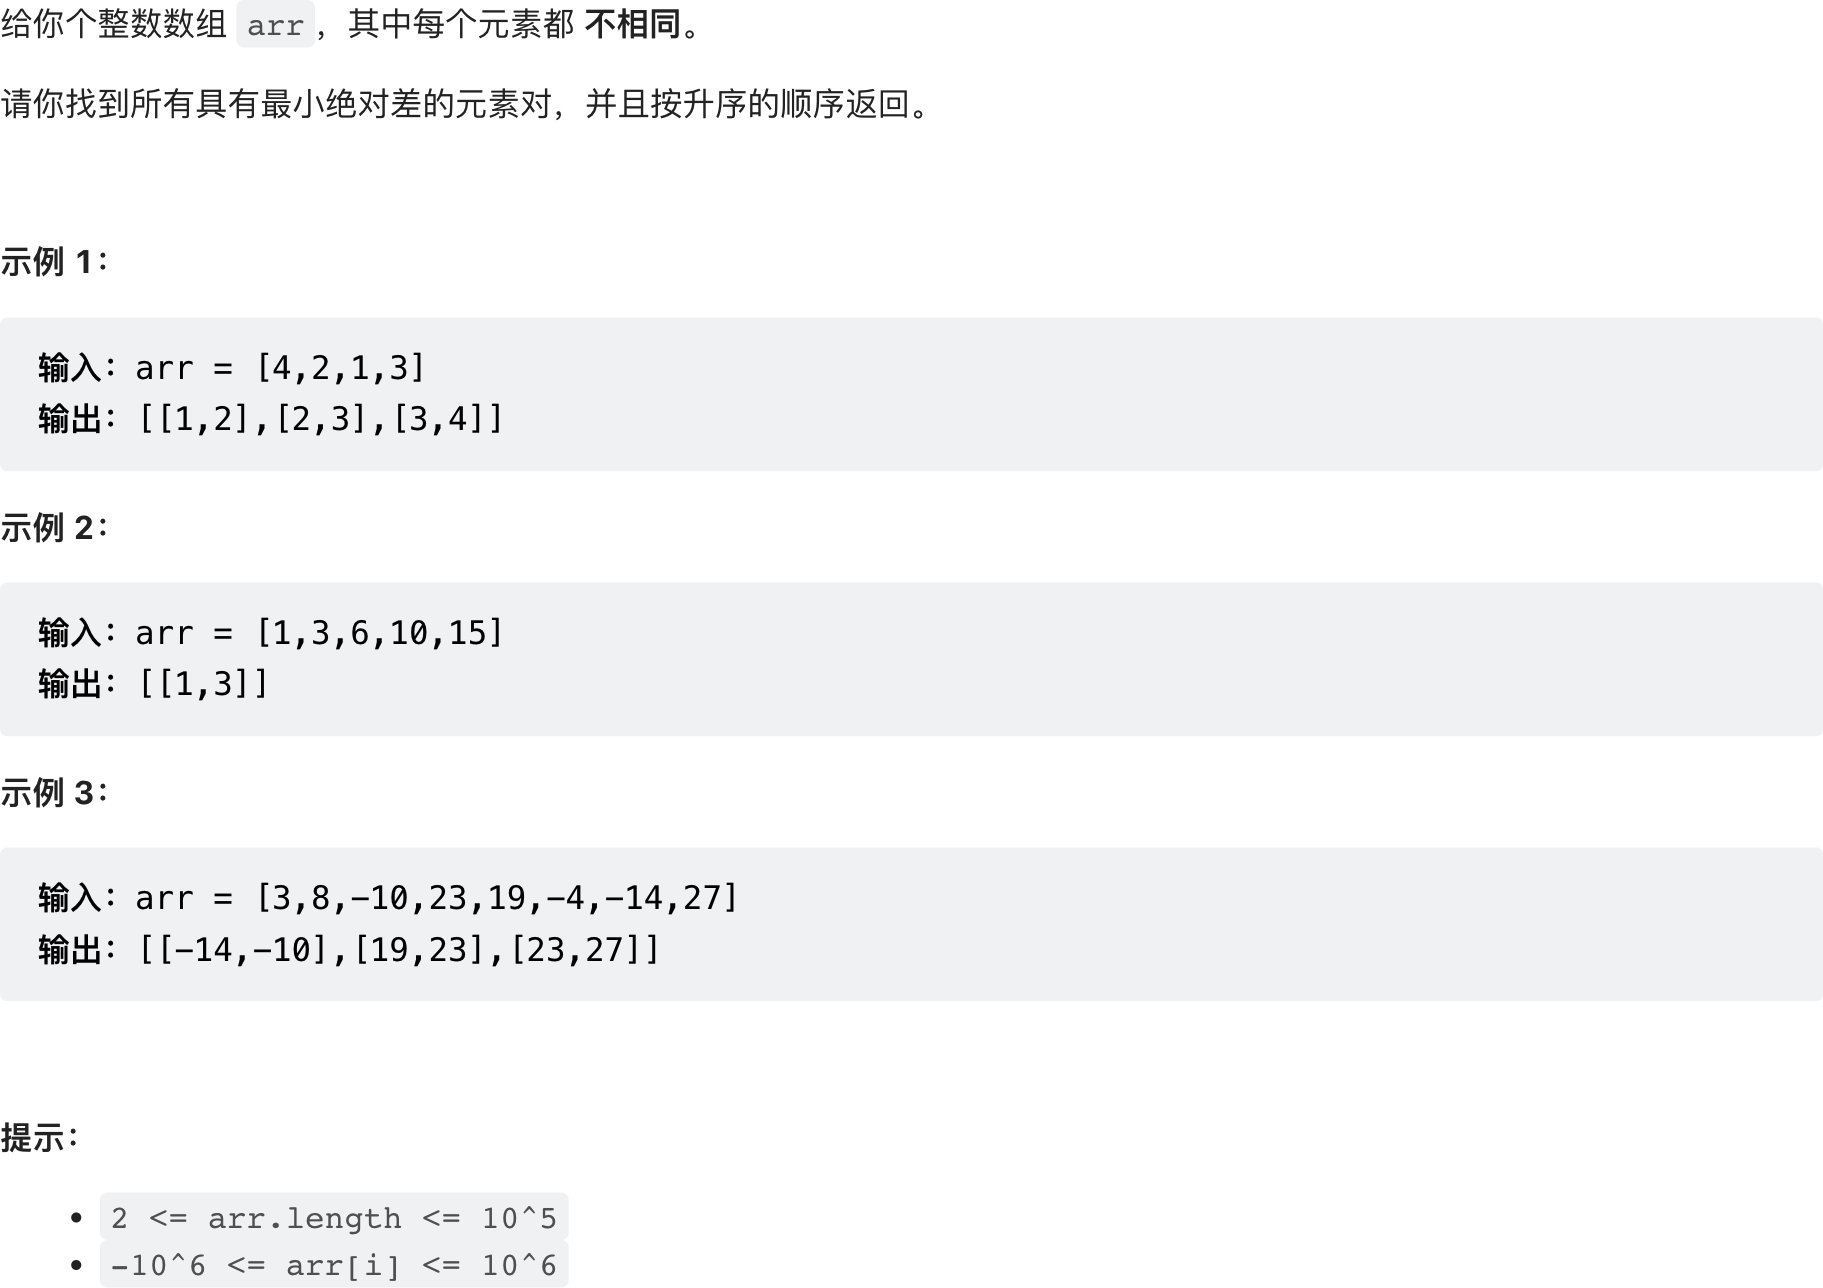 给你个整数数组 arr，其中每个元素都 不相同。
请你找到所有具有最小绝对差的元素对，并且按升序的顺序返回。
示例 1：
输入：arr = [4,2,1,3]
输出：[[1,2],[2,3],[3,4]]
示例 2：
输入：arr = [1,3,6,10,15]
输出：[[1,3]]
示例 3：
输入：arr = [3,8,-10,23,19,-4,-14,27]
输出：[[-14,-10],[19,23],[23,27]]
提示：
• 2 <= arr.length <= 10^5
• -10^6 <= arr[i] <= 10^6